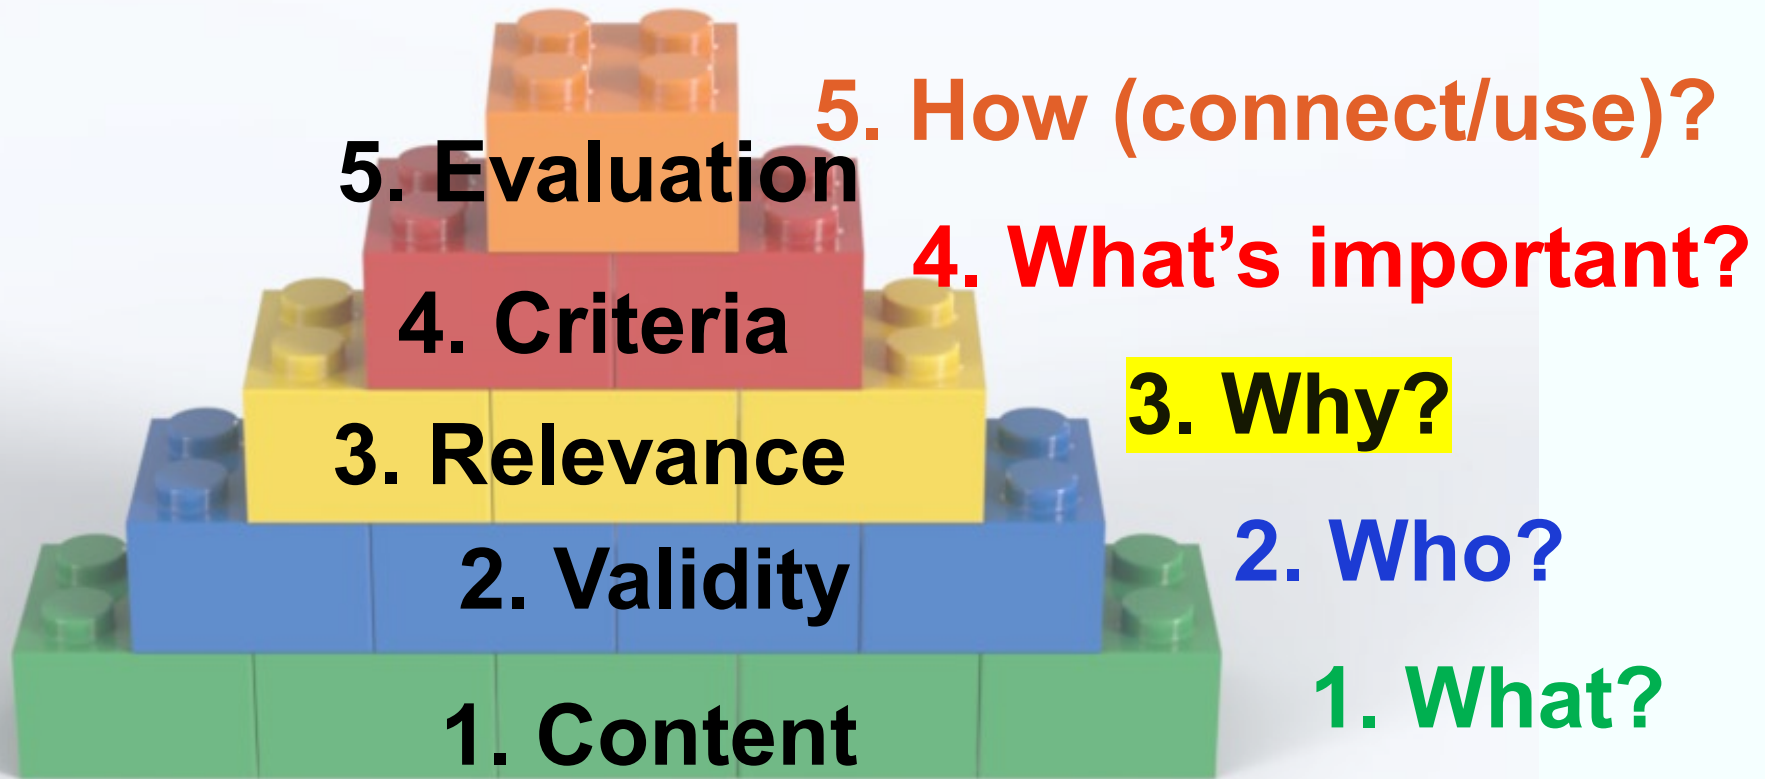 5. How (connect/use)?
5. Evaluation
4. What’s important?
4. Criteria
3. Why?
3. Relevance
2. Who?
2. Validity
1. What?
1. Content